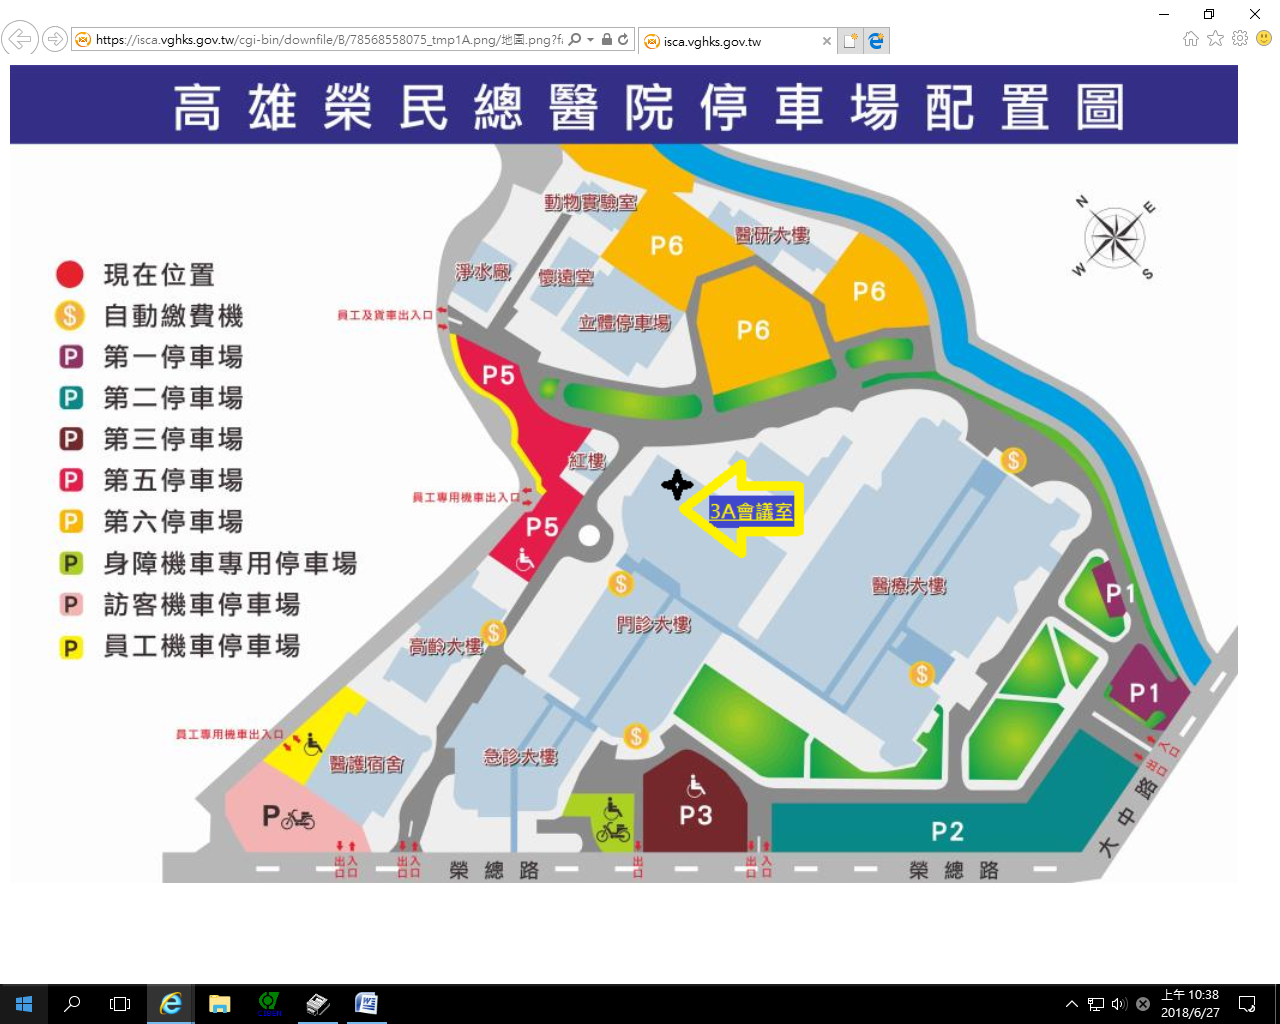 https://isca.vghks.gov.tw/cgi-bin/downfile/B/78568558075_tmp1A.png/地圖.png?f
isca.vghks.gov.tw
高雄榮民總醫院停車場配置圖
現在位置
$ 自動繳費機
P 第一停車場
P 第二停車場
P 第三停車場
P 第五停車場
P 第六停車場
P 身障機車專用停車場
P 訪客機車停車場
P 員工機車停車場
N
E
W
S
動物實驗室
P6
醫研大樓
淨水廠
懷遠堂
P6
立體停車場
P6
員工及貨車出入口
P5
紅樓
員工專用機車出入口
3A會議室
P5
$
$
醫療大樓
P1
門診大樓
$
高齡大樓
$
P1
員工專用機車出入口
$
急診大樓
醫護宿舍
入口
出口
P
P3
P2
大中路
出口
入口
出口
入口
出口
出口
入口
榮總路
榮總路
CLGEN
上午 10:38
2018/6/27